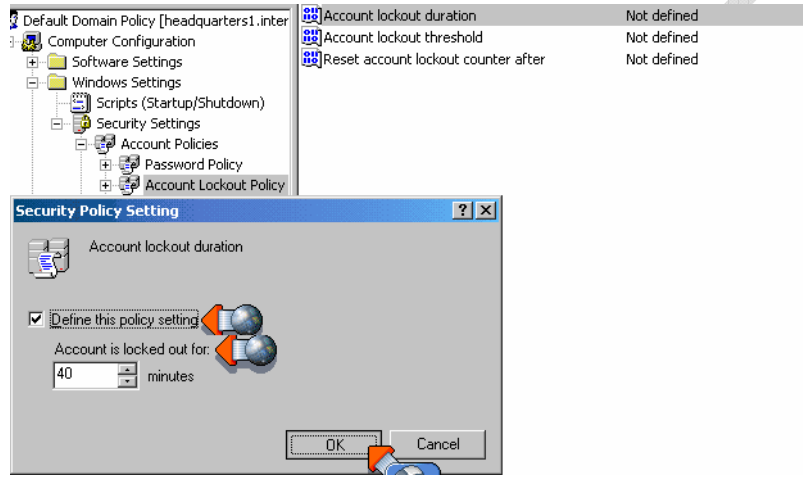 Default Domain Policy [headquarters1.inter
Computer Configuration
Software Settings
Windows Settings
Scripts (Startup/Shutdown)
Security Settings
Account Policies
Password Policy
Account Lockout Policy
Account lockout duration Not defined
Account lockout threshold Not defined
Reset account lockout counter after Not defined
Security Policy Setting
Account lockout duration
Define this policy setting
Account is locked out for:
40 minutes
OK Cancel